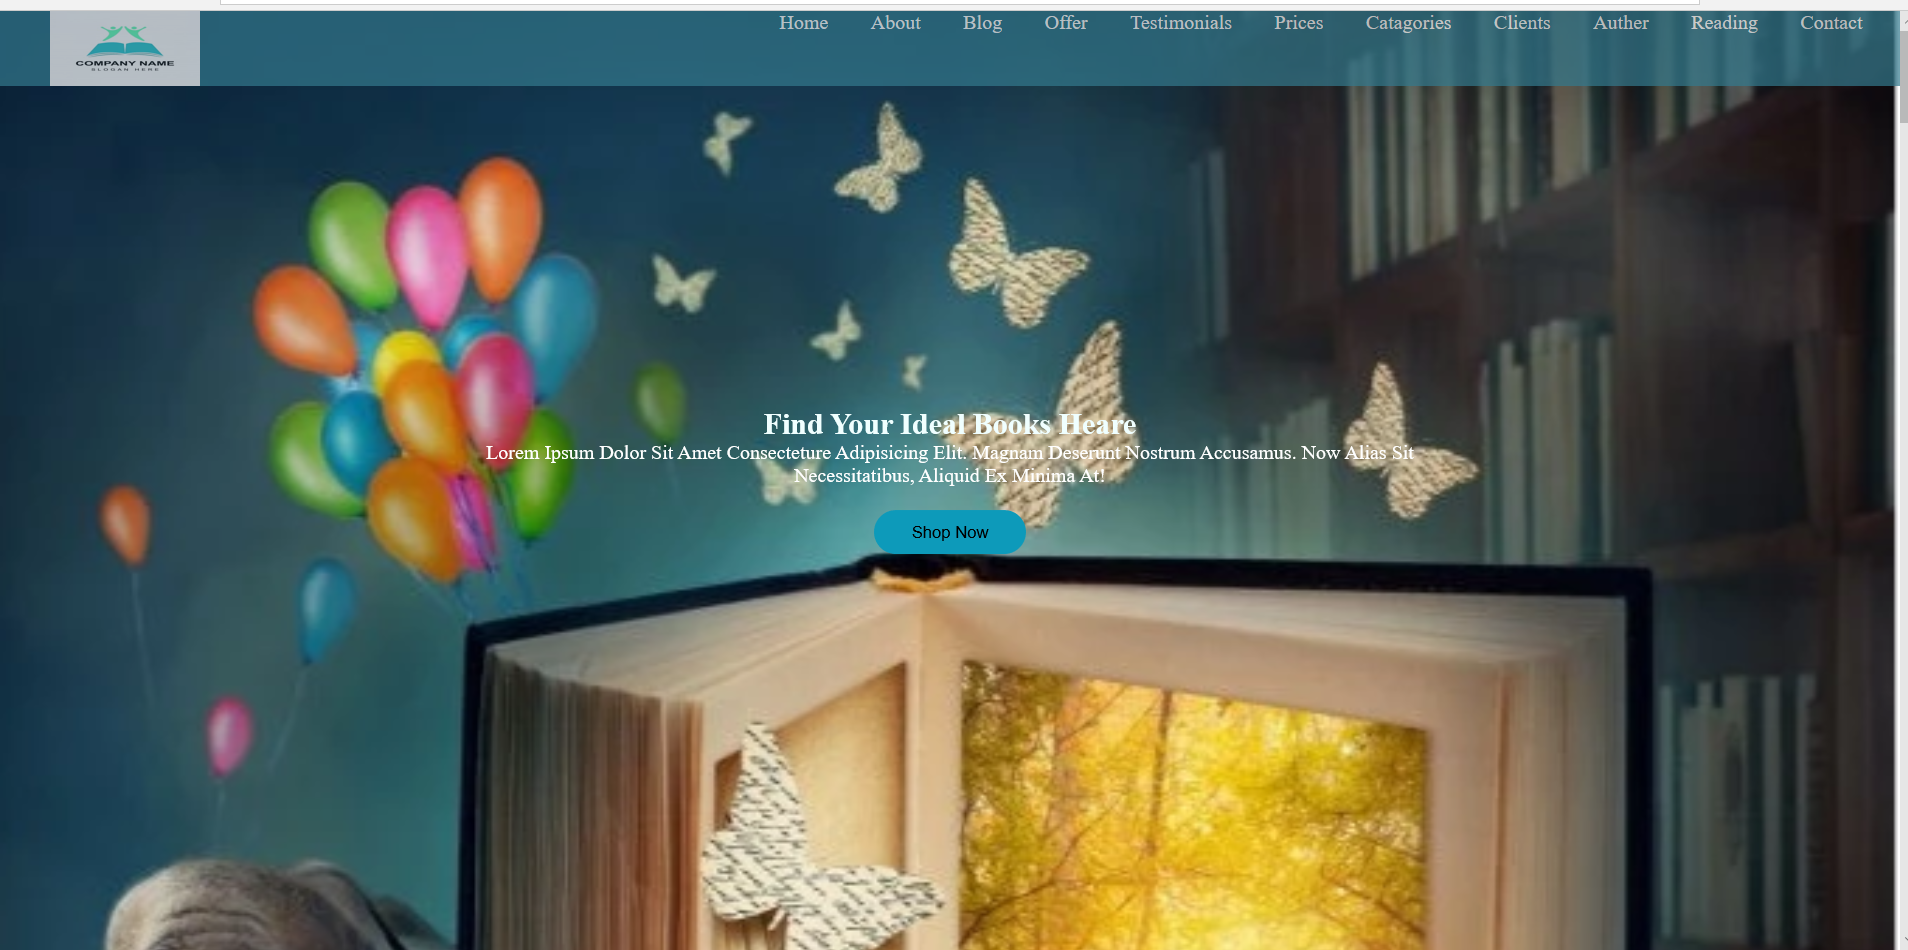 COMPANY NAME
SLOGAN HERE
Home About Blog Offer Testimonials Prices Catagories Clients Auther Reading Contact
Find Your Ideal Books Heare
Lorem Ipsum Dolor Sit Amet Consecteture Adipisicing Elit. Magnam Deserunt Nostrum Accusamus. Now Alias Sit
Necessitatibus, Aliquid Ex Minima At!
Shop Now